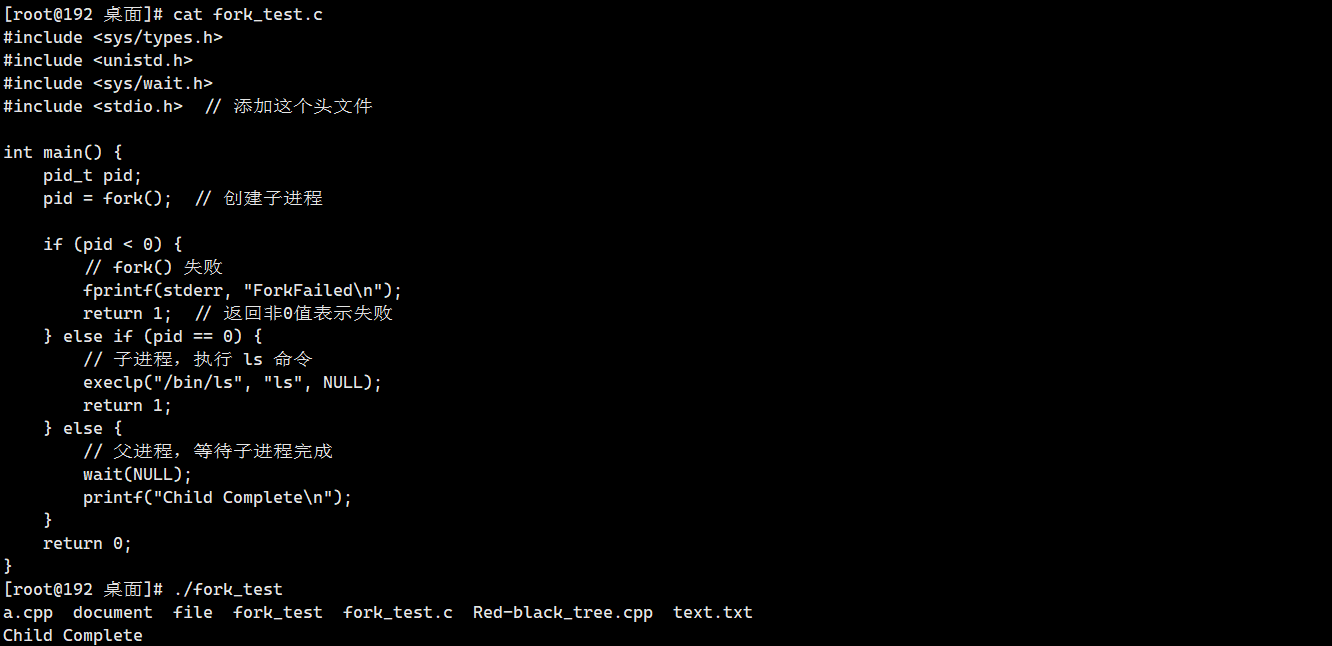 [root@192 桌面]# cat fork_test.c
#include <sys/types.h>
#include <unistd.h>
#include <sys/wait.h>
#include <stdio.h>  // 添加这个头文件

int main() {
    pid_t pid;
    pid = fork();  // 创建子进程

    if (pid < 0) {
        // fork() 失败
        fprintf(stderr, "ForkFailed\n");
        return 1;  // 返回非0值表示失败
    } else if (pid == 0) {
        // 子进程，执行 ls 命令
        execlp("/bin/ls", "ls", NULL);
        return 1;
    } else {
        // 父进程，等待子进程完成
        wait(NULL);
        printf("Child Complete\n");
    }
    return 0;
}
[root@192 桌面]# ./fork_test
a.cpp  document  file  fork_test  fork_test.c  Red-black_tree.cpp  text.txt
Child Complete